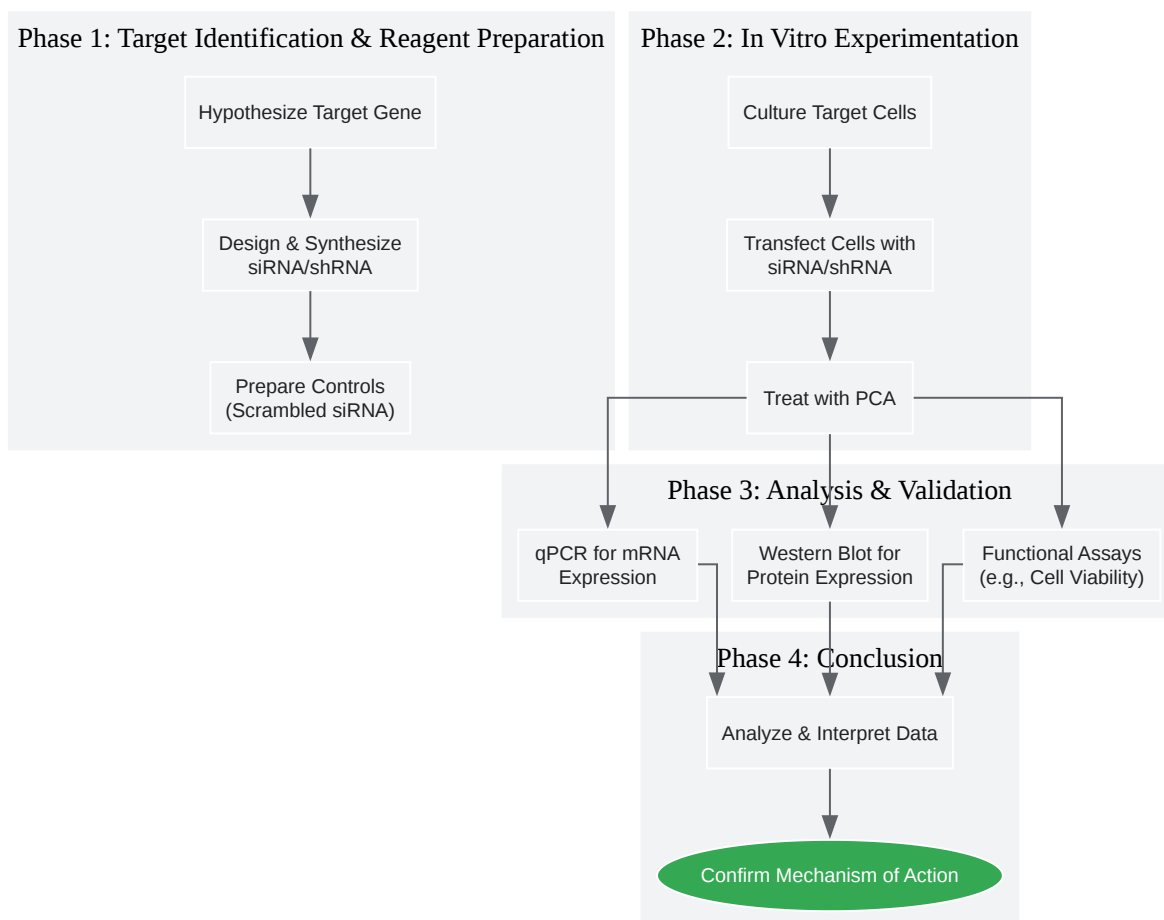 Phase 1: Target Identification & Reagent Preparation
Hypothesize Target Gene
Design & Synthesize
siRNA/shRNA
Prepare Controls
(Scrambled siRNA)
Phase 2: In Vitro Experimentation
Culture Target Cells
Transfect Cells with
siRNA/shRNA
Treat with PCA
Phase 3: Analysis & Validation
qPCR for mRNA
Expression
Western Blot for
Protein Expression
Functional Assays
(e.g., Cell Viability)
Phase 4: Conclusion
Analyze & Interpret Data
Confirm Mechanism of Action